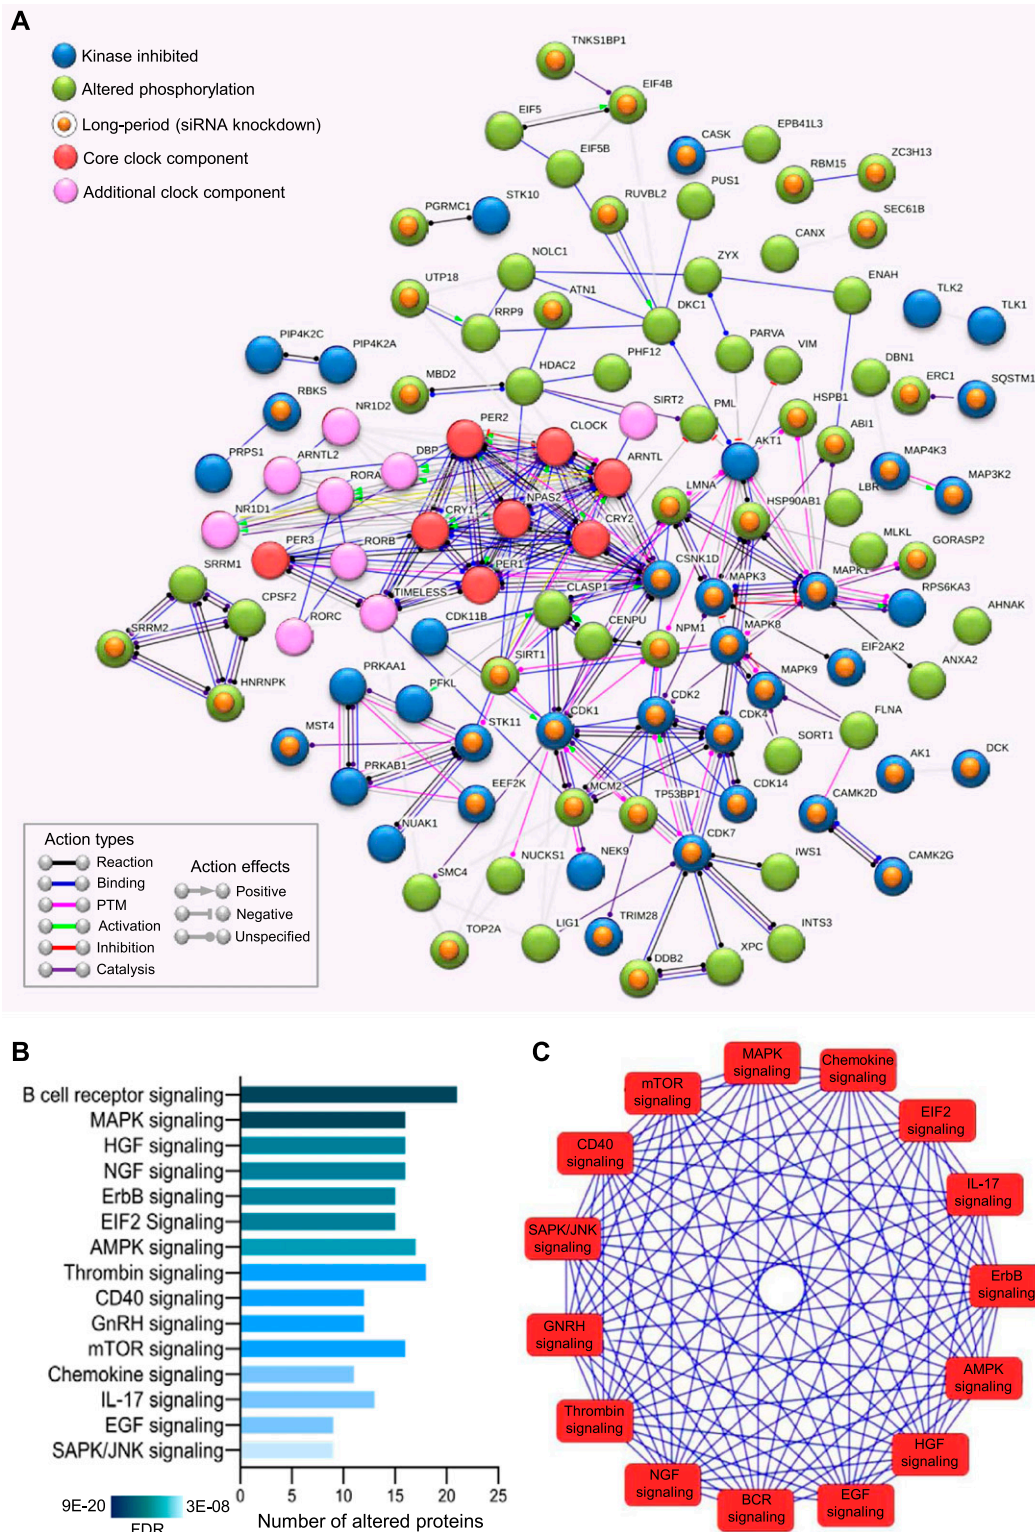 A
Kinase inhibited
Altered phosphorylation
Long-period (siRNA knockdown)
Core clock component
Additional clock component
TNKS1BP1
EIF4B
EIF5
EIF5B
CASK
EPB41L3
RBM15
ZC3H13
PUS1
SEC61B
CANX
RUVBL2
STK10
PGRMC1
NOLC1
ZYX
ENAH
UTP18
ATN1
RRP9
DKC1
TLK2
TLK1
PARVA
VIM
PIP4K2C
PIP4K2A
MBD2
HDAC2
PHF12
DBN1
ERC1
SQSTM1
RBKS
NR1D2
PER2
CLOCK
SIRT2
PML
HSPB1
ABI1
AKT1
PRPS1
ARNTL2
DBP
ARNTL
RORA
NPAS2
LMNA
HSP90AB1
LBR
MAP4K3
MAP3K2
NR1D1
CRY1
CRY2
MLKL
GORASP2
PER3
RORB
PER1
CSNK1D
CLASP1
MAPK3
MAPK1
RPS6KA3
SRRM1
CPSF2
RORC
TIMELESS
CDK11B
CENPU
NPM1
MAPK8
EIF2AK2
AHNAK
ANXA2
SRRM2
HNRNPK
SIRT1
MAPK9
PRKAA1
PFKL
CDK1
CDK2
CDK4
FLNA
SORT1
MST4
STK11
PRKAB1
EEF2K
MCM2
TP53BP1
CDK14
AK1
DCK
CAMK2D
CAMK2G
NUAK1
NUCKS1
NEK9
CDK7
IWS1
SMC4
TOP2A
LIG1
TRIM28
INTS3
DDB2
XPC
Action types
Reaction
Binding
PTM
Activation
Inhibition
Catalysis
Action effects
Positive
Negative
Unspecified
B
B cell receptor signaling
MAPK signaling
HGF signaling
NGF signaling
ErbB signaling
EIF2 Signaling
AMPK signaling
Thrombin signaling
CD40 signaling
GnRH signaling
mTOR signaling
Chemokine signaling
IL-17 signaling
EGF signaling
SAPK/JNK signaling
0 5 10 15 20 25
9E-20 3E-08
FDR
Number of altered proteins
C
MAPK
signaling
Chemokine
signaling
mTOR
signaling
EIF2
signaling
CD40
signaling
IL-17
signaling
SAPK/JNK
signaling
ErbB
signaling
GNRH
signaling
AMPK
signaling
Thrombin
signaling
HGF
signaling
NGF
signaling
BCR
signaling
EGF
signaling